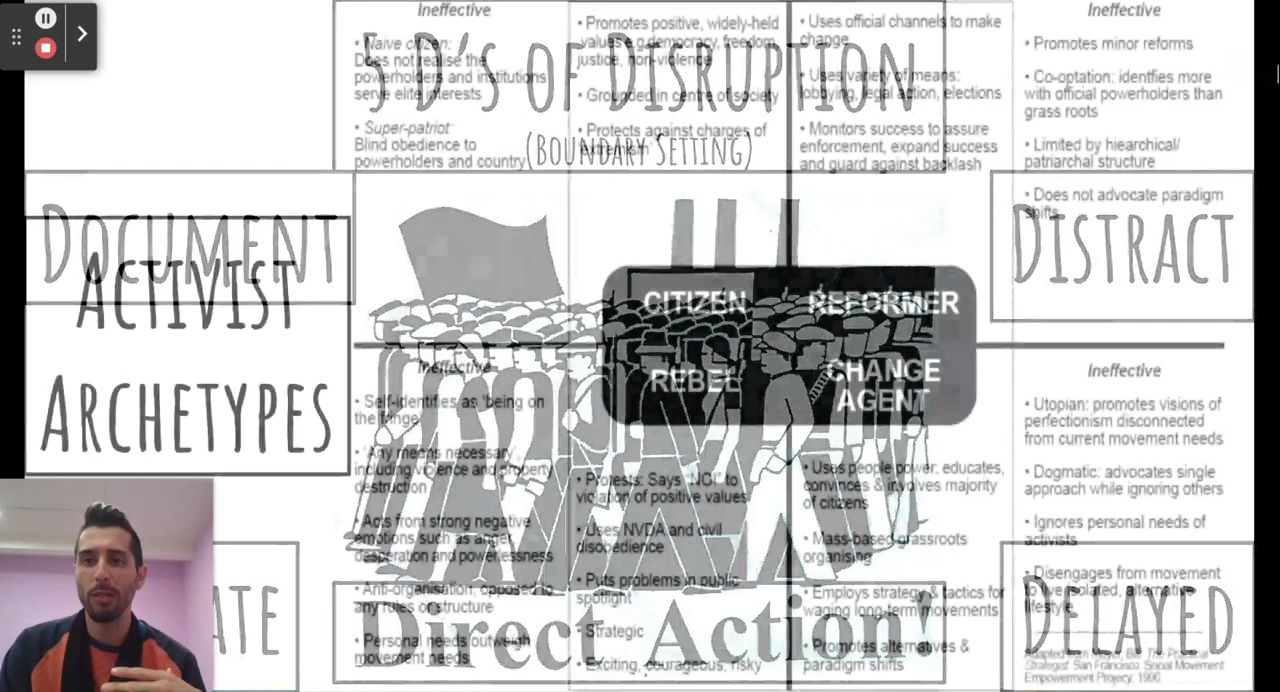 Ineffective
• Naive citizen:
Does not realise the
powerholders and institutions
serve elite interests
• Super-patriot:
Blind obedience to
powerholders and country
• Promotes positive, widely-held
values e.g democracy, freedom,
justice, non-violence
• Grounded in centre of society
• Protects against charges of
• Uses official channels to make
change
• Uses variety of means:
lobbying, legal action, elections
• Monitors success to assure
enforcement, expand success
and guard against backlash
Ineffective
• Promotes minor reforms
• Co-optation: identfies more
with official powerholders than
grass roots
• Limited by hierarchical/
patriarchal structure
• Does not advocate paradigm
shifts
5 D'S OF DISRUPTION
(BOUNDARY SETTING)
DOCUMENT
ACTIVIST
ARCHETYPES
DISTRACT
CITIZEN
REFORMER
REBEL
CHANGE
AGENT
Ineffective
• Self-identifies as 'being on
the fringe'
• 'Any means necessary'
including violence and property
destruction
• Acts from strong negative
emotions such as anger,
desperation and powerlessness
• Anti-organisation, opposed to
any rules or structure
• Personal needs outweigh
movement needs
• Protests: Says "NO!" to
violation of positive values
• Uses NVDA and civil
disobedience
• Puts problems in public
spotlight
• Strategic
• Exciting, courageous, risky
• Uses people power: educates,
convinces & involves majority
of citizens
• Mass-based grassroots
organising
• Employs strategy & tactics for
waging long-term movements
• Promotes alternatives &
paradigm shifts
Ineffective
• Utopian: promotes visions of
perfectionism disconnected
from current movement needs
• Dogmatic: advocates single
approach while ignoring others
• Ignores personal needs of
activists
• Disengages from movement
to live isolated, alternative
lifestyle
Strategist. San Francisco: Social Movement
Empowerment Project, 1990.
ATE
Direct Action!
DELAYED